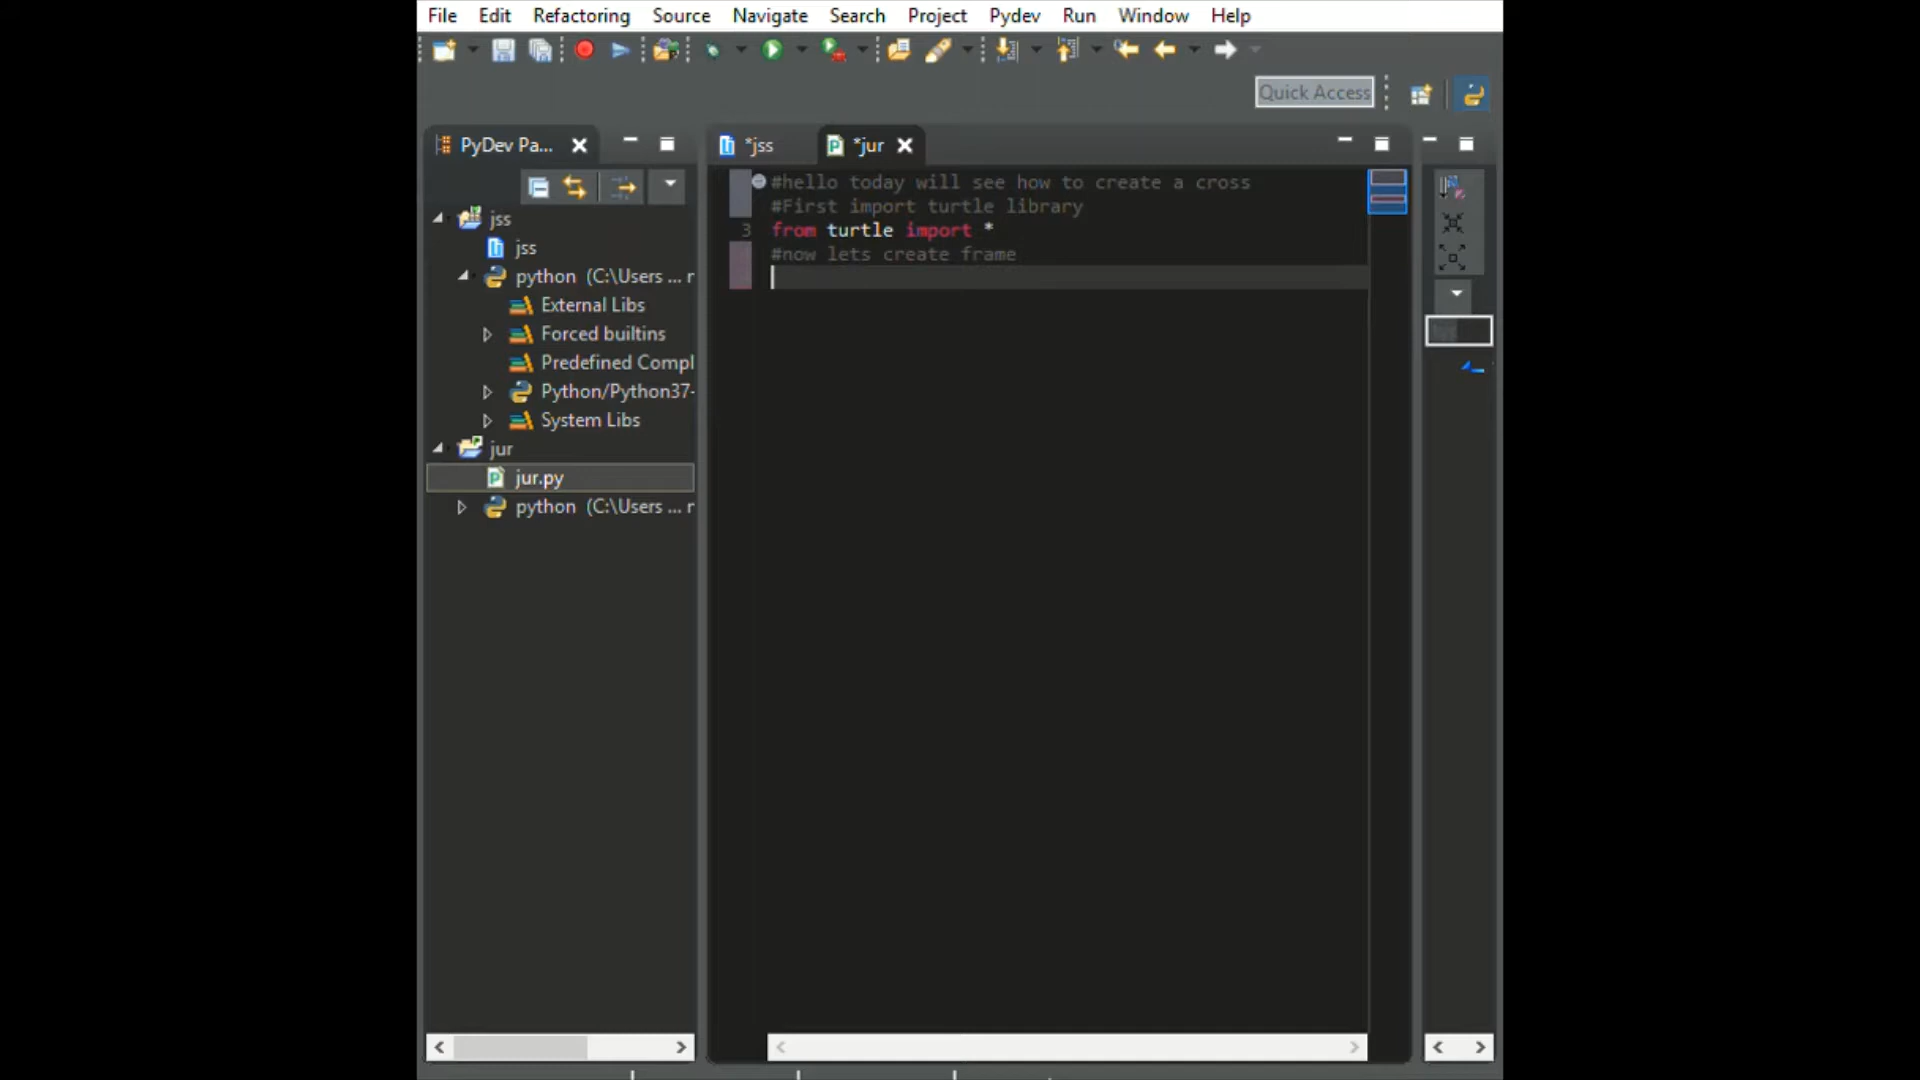 File Edit Refactoring Source Navigate Search Project Pydev Run Window Help
Quick Access
PyDev Pa...
*jss
*jur
#hello today will see how to create a cross
#First import turtle library
3 from turtle import *
#now lets create frame
jss
jss
python (C:\Users ... r
External Libs
Forced builtins
Predefined Compl
Python/Python37-
System Libs
jur
jur.py
python (C:\Users ... r